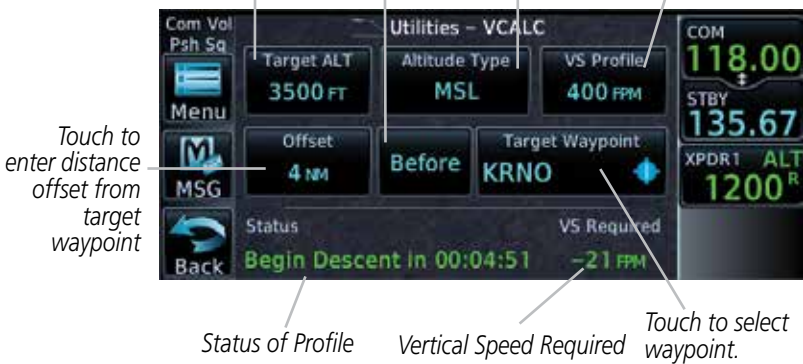 Com Vol
Psh Sq
Utilities – VCALC
COM
118.00
Menu
Target ALT
3500 FT
Altitude Type
MSL
VS Profile
400 FPM
STBY
135.67
Touch to
enter distance
offset from
target
waypoint
MSG
Offset
4 NM
Before
Target Waypoint
KRNO
XPDR1 ALT
1200 R
Back
Status
VS Required
Begin Descent in 00:04:51
–21 FPM
Status of Profile
Vertical Speed Required
Touch to select
waypoint.